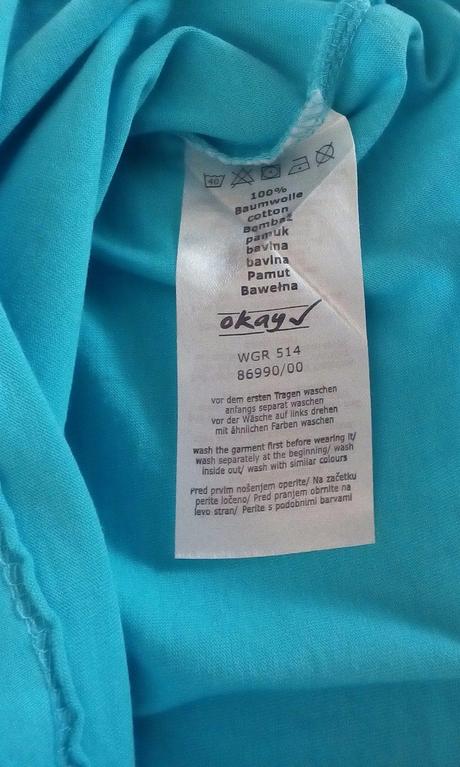 40
100%
Baumwolle
cotton
Bombaž
pamuk
bavlna
bavlna
Pamut
Bawełna
okay
WGR 514
86990/00
vor dem ersten Tragen waschen
anfangs separat waschen
vor der Wäsche auf links drehen
mit ähnlichen Farben waschen
wash the garment first before wearing it/
wash separately at the beginning/ wash
inside out/ wash with similar colours
Pred prvim nošenjem operite/ Na začetku
perite ločeno/ Pred pranjem obrnite na
levo stran/ Perite s podobnimi barvami